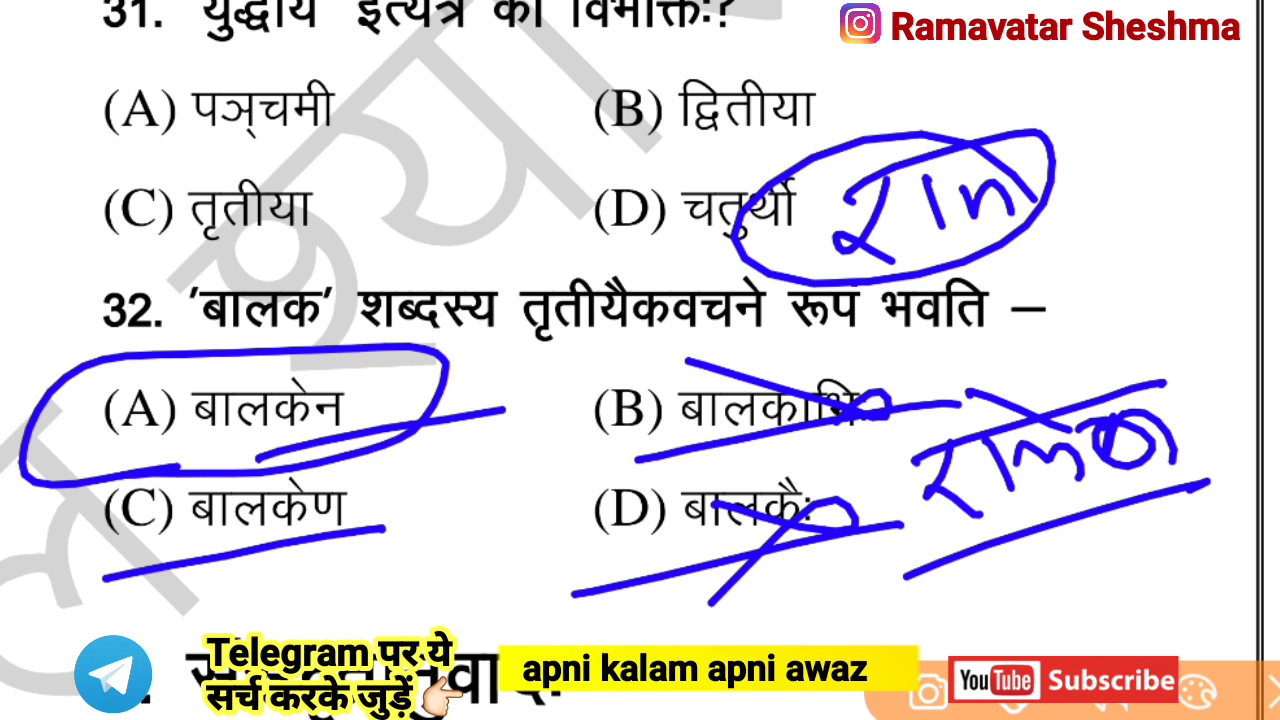 31. 'युद्धाय' इत्यत्र का विभक्तिः?
Ramavatar Sheshma
(A) पञ्चमी (B) द्वितीया
(C) तृतीया (D) चतुर्थी
राम
32. 'बालक' शब्दस्य तृतीयैकवचने रूपं भवति –
(A) बालकेन (B) बालकाभिः
(C) बालकेण (D) बालकैः
Telegram पर ये
सर्च करके जुड़ें
apni kalam apni awaz
YouTube Subscribe